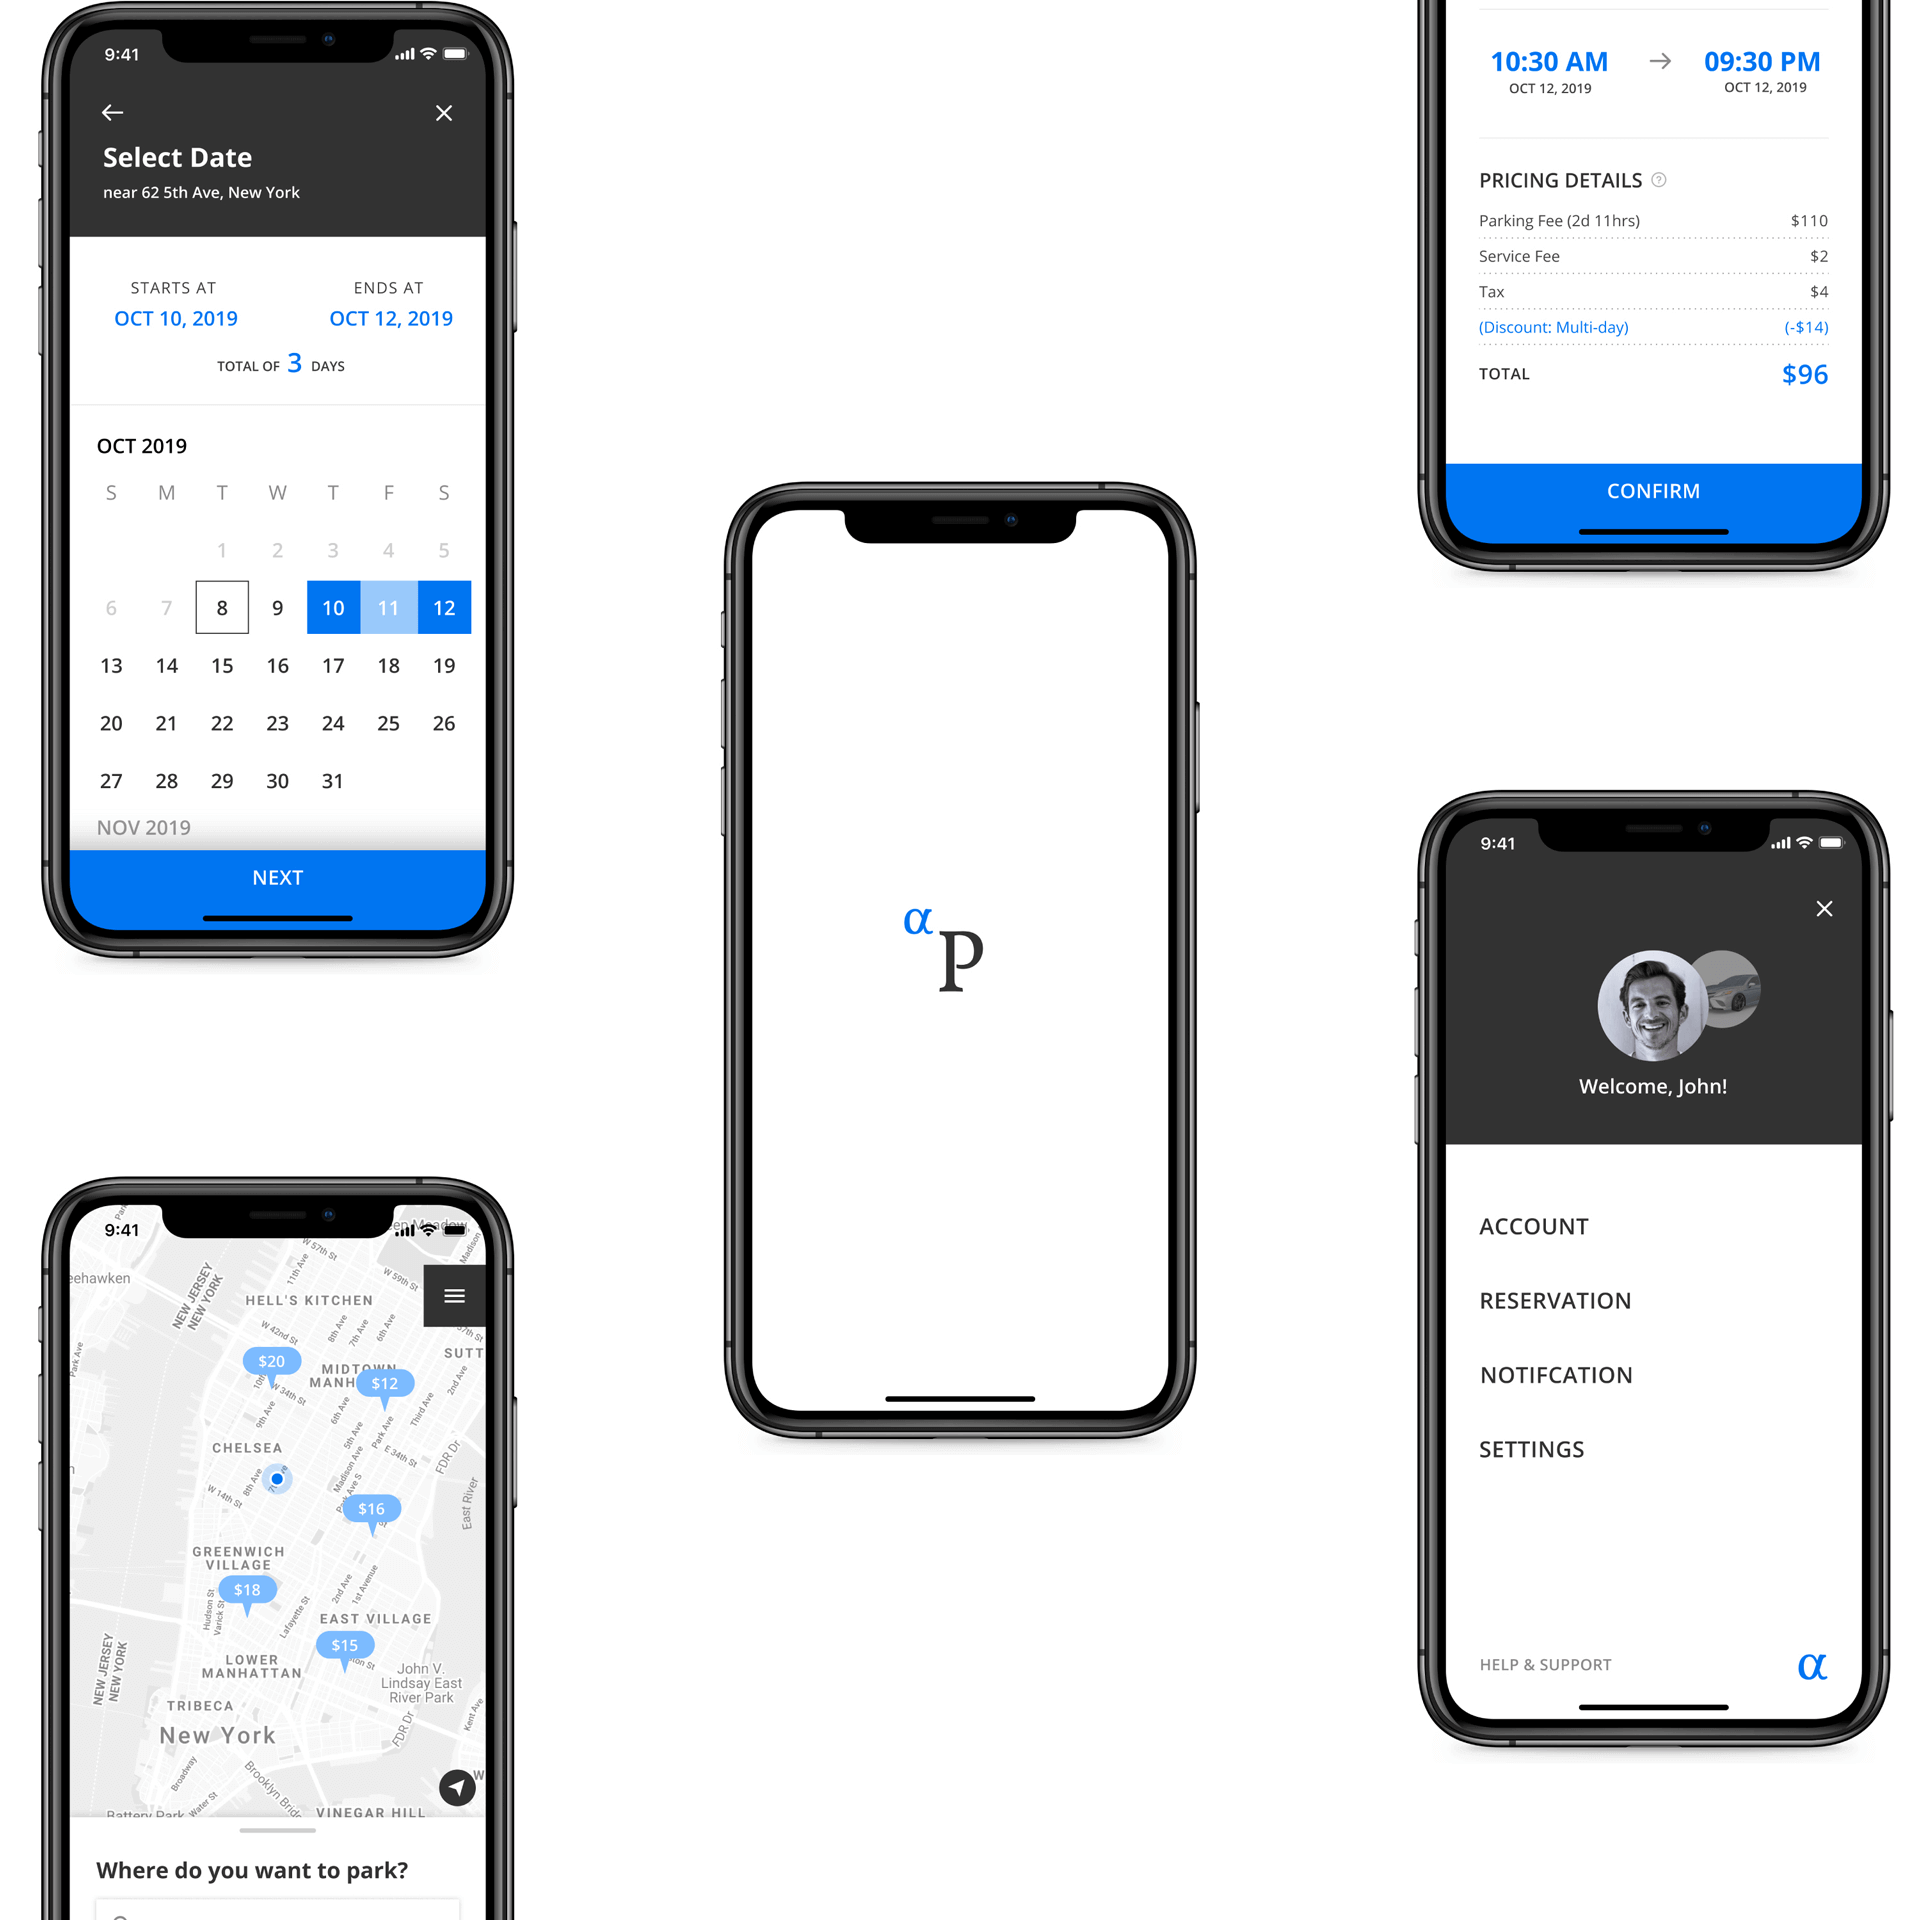 9:41
Select Date
near 62 5th Ave, New York
STARTS AT ENDS AT
OCT 10, 2019 OCT 12, 2019
TOTAL OF 3 DAYS
OCT 2019
S M T W T F S
1 2 3 4 5
6 7 8 9 10 11 12
13 14 15 16 17 18 19
20 21 22 23 24 25 26
27 28 29 30 31
NOV 2019
NEXT
9:41
W 57th St
11th Ave
W 59th St
Madison
NEW JERSEY
NEW YORK
HELL'S KITCHEN
W 42nd St
8th Ave
7th Ave
6th Ave
57th St
Park Ave
$20
MIDTOWN
$12
2nd Ave
W 34th St
9th Ave
6th Ave
Third Ave
5th Ave
Park Ave
CHELSEA
E 34th St
FDR Dr
Madison Ave
Park Ave S
8th Ave
W 14th St
$16
East River
GREENWICH
VILLAGE
$18
Hudson St
Varick St
Lafayette St
2nd Ave
1st Avenue
EAST VILLAGE
$15
NEW JERSEY
NEW YORK
LOWER
MANHATTAN
John V.
Lindsay East
River Park
TRIBECA
New York
FDR Dr
Kent Ave
Broadway
Water St
Battery Park
VINEGAR HILL
Where do you want to park?
α
P
10:30 AM → 09:30 PM
OCT 12, 2019 OCT 12, 2019
PRICING DETAILS ?
Parking Fee (2d 11hrs) $110
Service Fee $2
Tax $4
(Discount: Multi-day) (-$14)
TOTAL $96
CONFIRM
9:41
Welcome, John!
ACCOUNT
RESERVATION
NOTIFCATION
SETTINGS
HELP & SUPPORT α